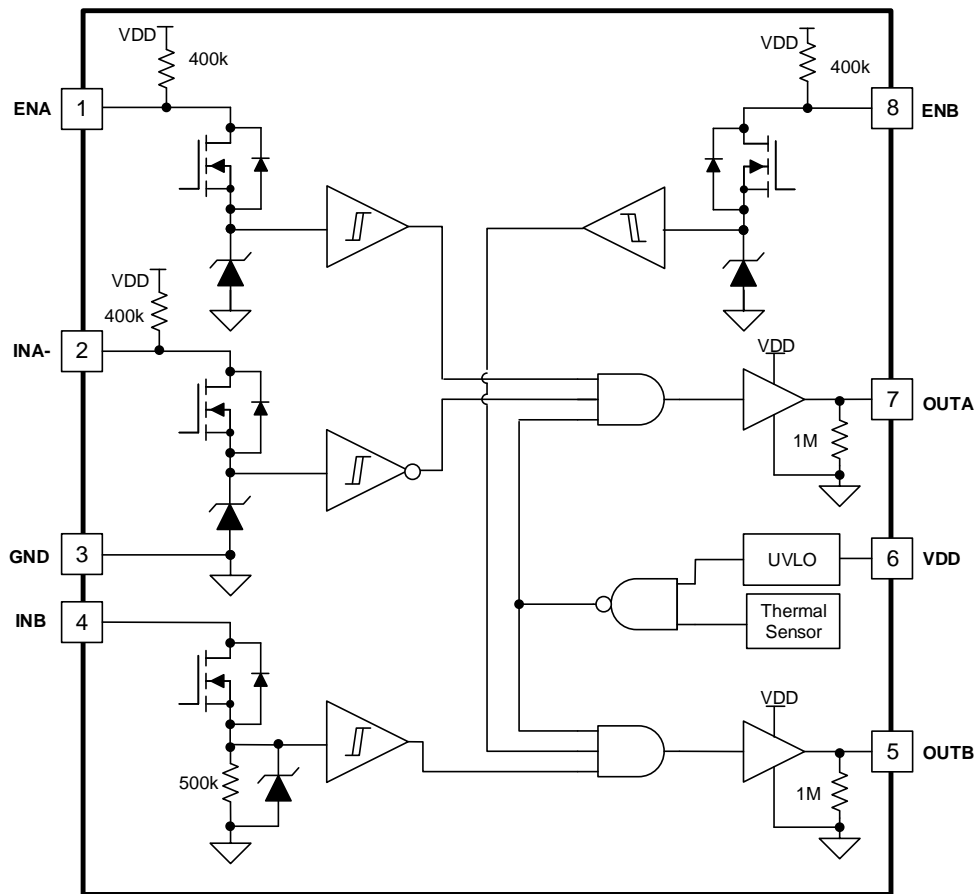 VDD
400k
VDD
400k
ENA
1
8
ENB
VDD
400k
INA-
2
VDD
7
OUTA
1M
GND
3
UVLO
6
VDD
INB
4
Thermal
Sensor
VDD
5
OUTB
500k
1M